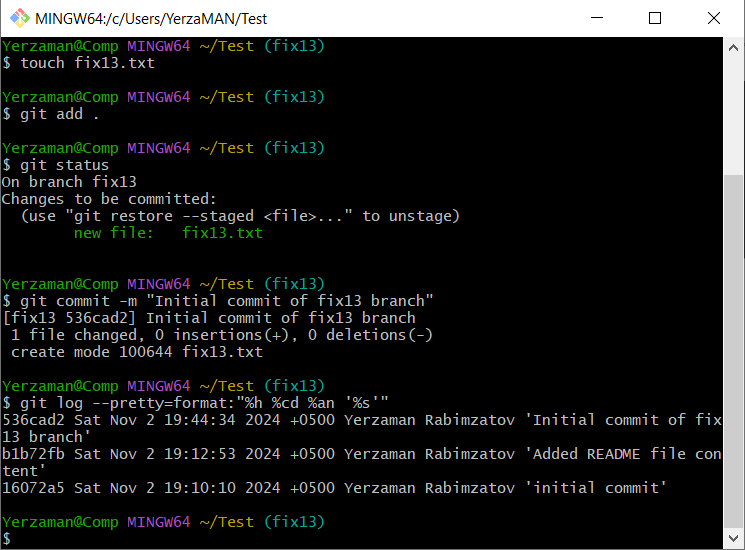 MINGW64:/c/Users/YerzaMAN/Test
Yerzaman@Comp MINGW64 ~/Test (fix13)
$ touch fix13.txt
Yerzaman@Comp MINGW64 ~/Test (fix13)
$ git add .
Yerzaman@Comp MINGW64 ~/Test (fix13)
$ git status
On branch fix13
Changes to be committed:
  (use "git restore --staged <file>..." to unstage)
        new file:   fix13.txt
Yerzaman@Comp MINGW64 ~/Test (fix13)
$ git commit -m "Initial commit of fix13 branch"
[fix13 536cad2] Initial commit of fix13 branch
 1 file changed, 0 insertions(+), 0 deletions(-)
 create mode 100644 fix13.txt
Yerzaman@Comp MINGW64 ~/Test (fix13)
$ git log --pretty=format:"%h %cd %an '%s'"
536cad2 Sat Nov 2 19:44:34 2024 +0500 Yerzaman Rabimzatov 'Initial commit of fix
13 branch'
b1b72fb Sat Nov 2 19:12:53 2024 +0500 Yerzaman Rabimzatov 'Added README file con
tent'
16072a5 Sat Nov 2 19:10:10 2024 +0500 Yerzaman Rabimzatov 'initial commit'
Yerzaman@Comp MINGW64 ~/Test (fix13)
$